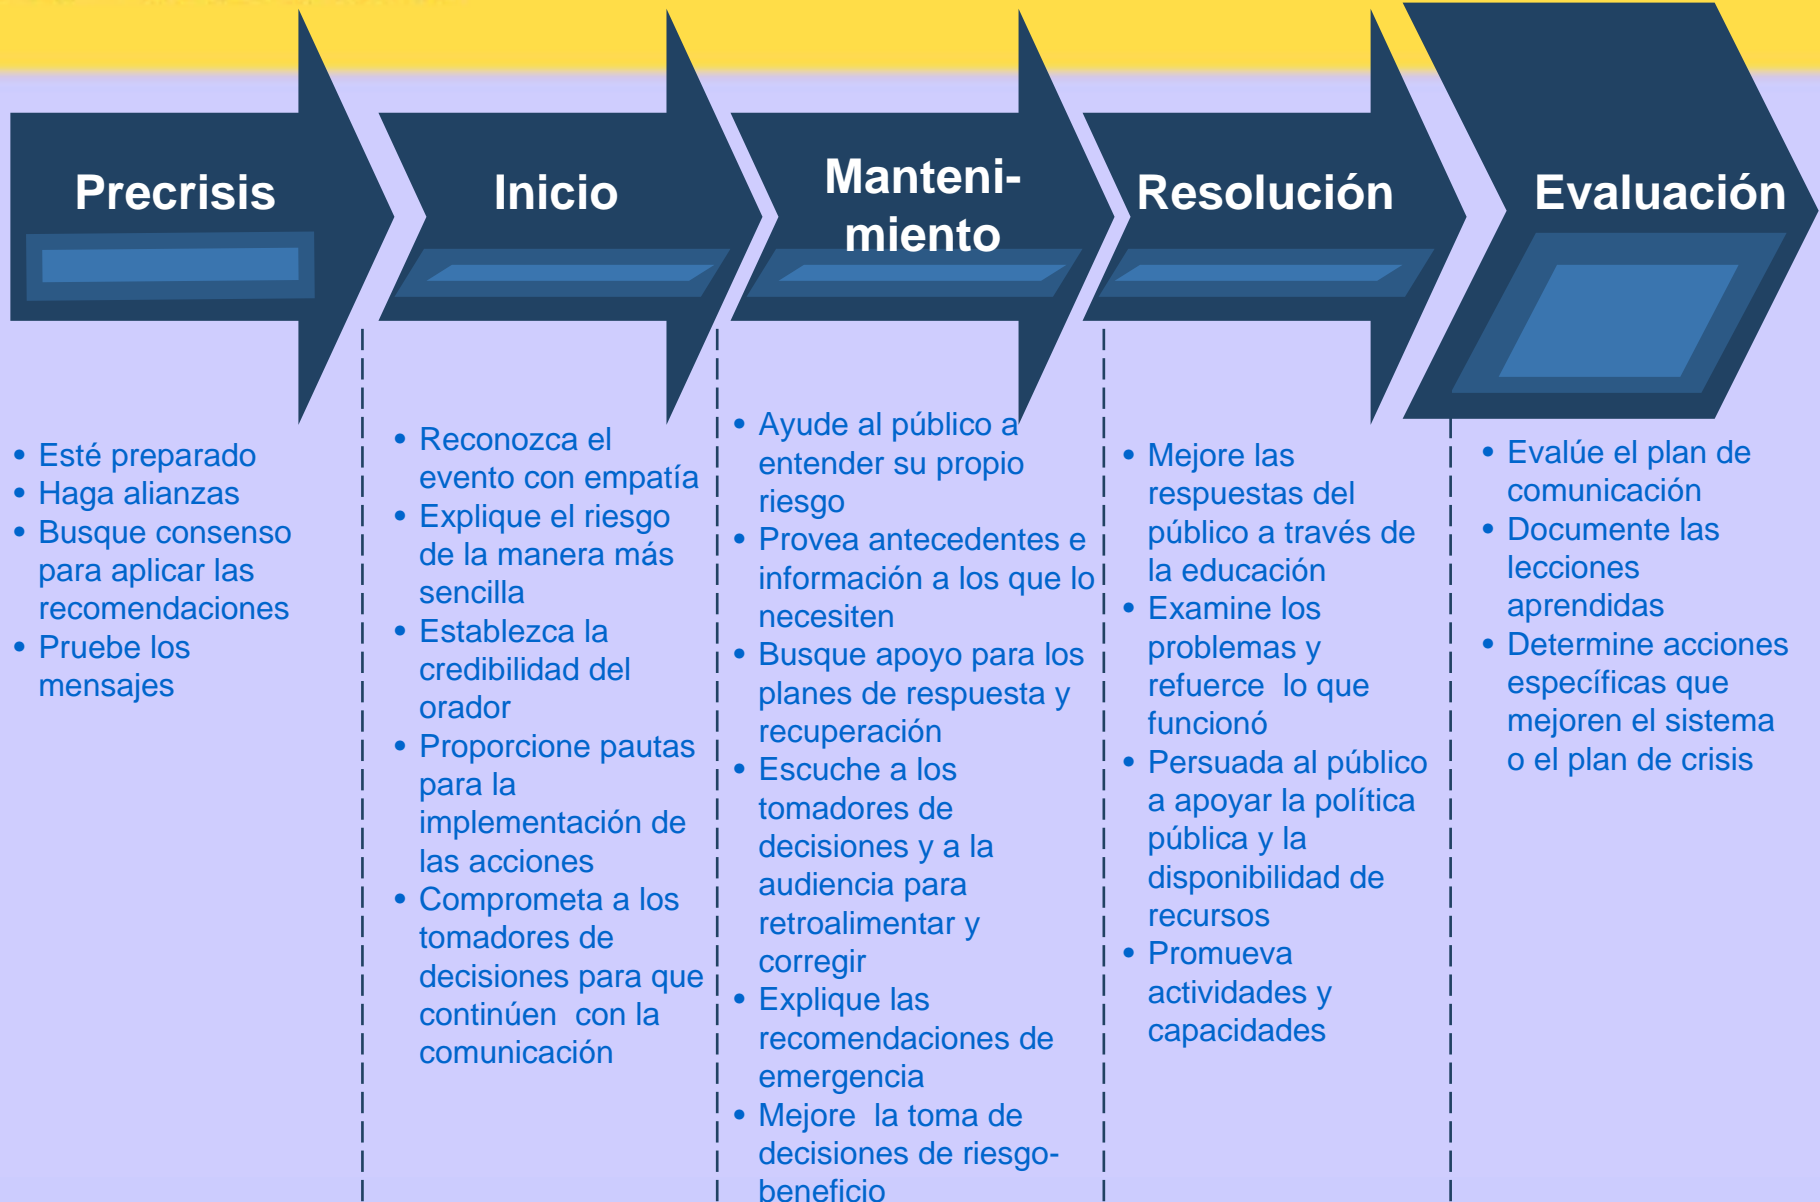 Precrisis
Inicio
Manteni-
miento
Resolución
Evaluación
• Esté preparado
• Haga alianzas
• Busque consenso
para aplicar las
recomendaciones
• Pruebe los
mensajes
• Reconozca el
evento con empatía
• Explique el riesgo
de la manera más
sencilla
• Establezca la
credibilidad del
orador
• Proporcione pautas
para la
implementación de
las acciones
• Comprometa a los
tomadores de
decisiones para que
continúen  con la
comunicación
• Ayude al público a
entender su propio
riesgo
• Provea antecedentes e
información a los que lo
necesiten
• Busque apoyo para los
planes de respuesta y
recuperación
• Escuche a los
tomadores de
decisiones y a la
audiencia para
retroalimentar y
corregir
• Explique las
recomendaciones de
emergencia
• Mejore  la toma de
decisiones de riesgo-
beneficio
• Mejore las
respuestas del
público a través de
la educación
• Examine los
problemas y
refuerce  lo que
funcionó
• Persuada al público
a apoyar la política
pública y la
disponibilidad de
recursos
• Promueva
actividades y
capacidades
• Evalúe el plan de
comunicación
• Documente las
lecciones
aprendidas
• Determine acciones
específicas que
mejoren el sistema
o el plan de crisis